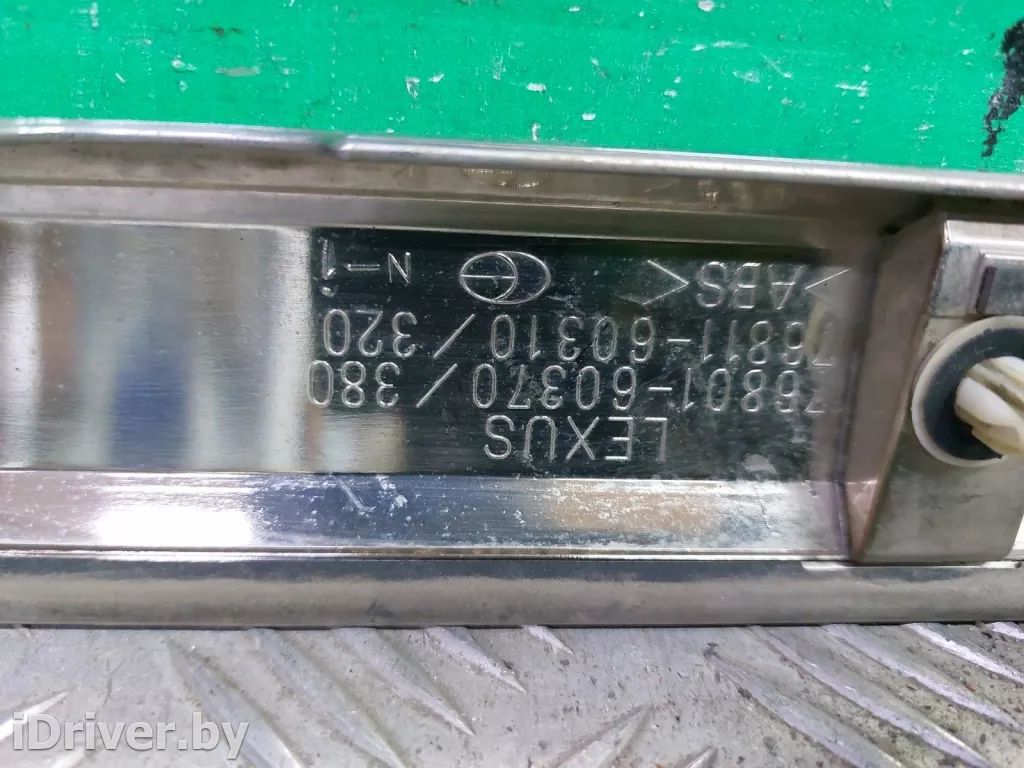 LEXUS
76801-60370/380
76811-60310/320
>ABS< N-1
iDriver.by